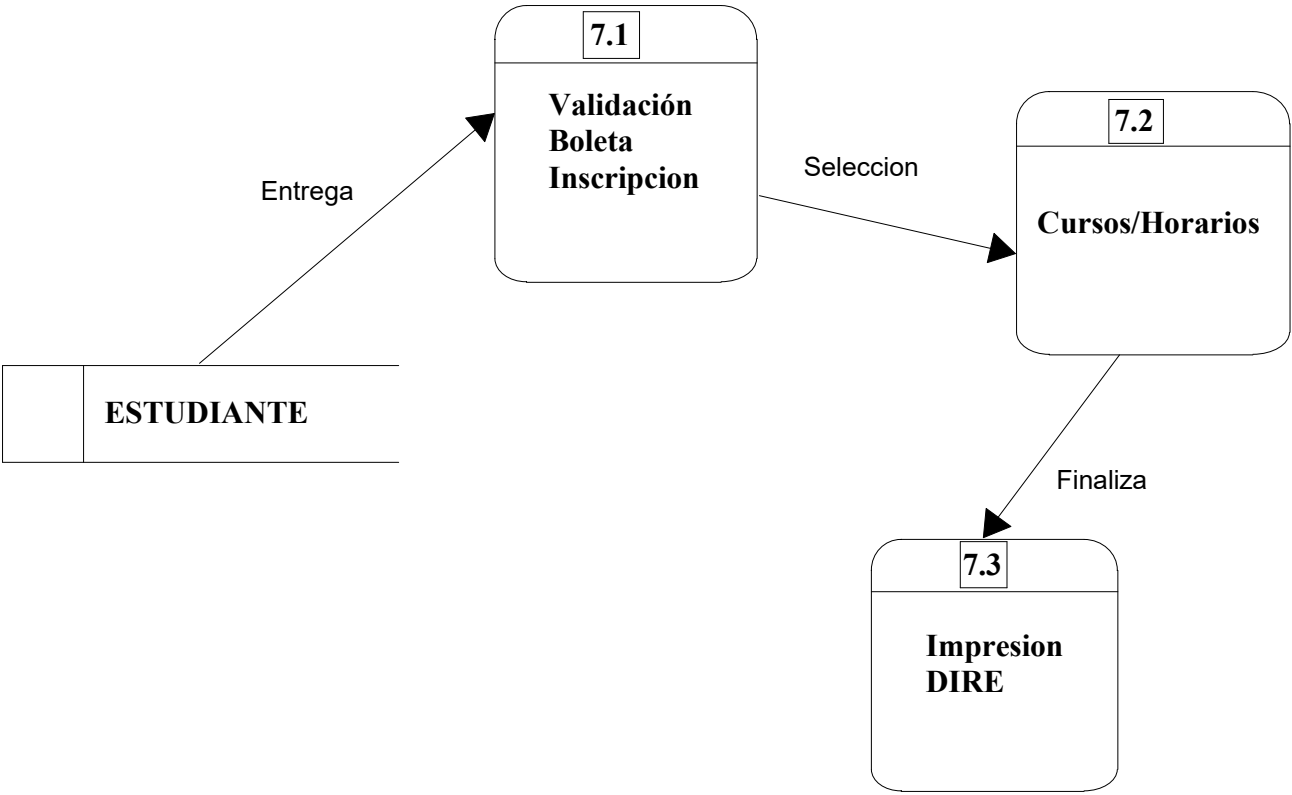 7.1
Validación
Boleta
Inscripcion
7.2
Cursos/Horarios
Seleccion
Entrega
ESTUDIANTE
Finaliza
7.3
Impresion
DIRE